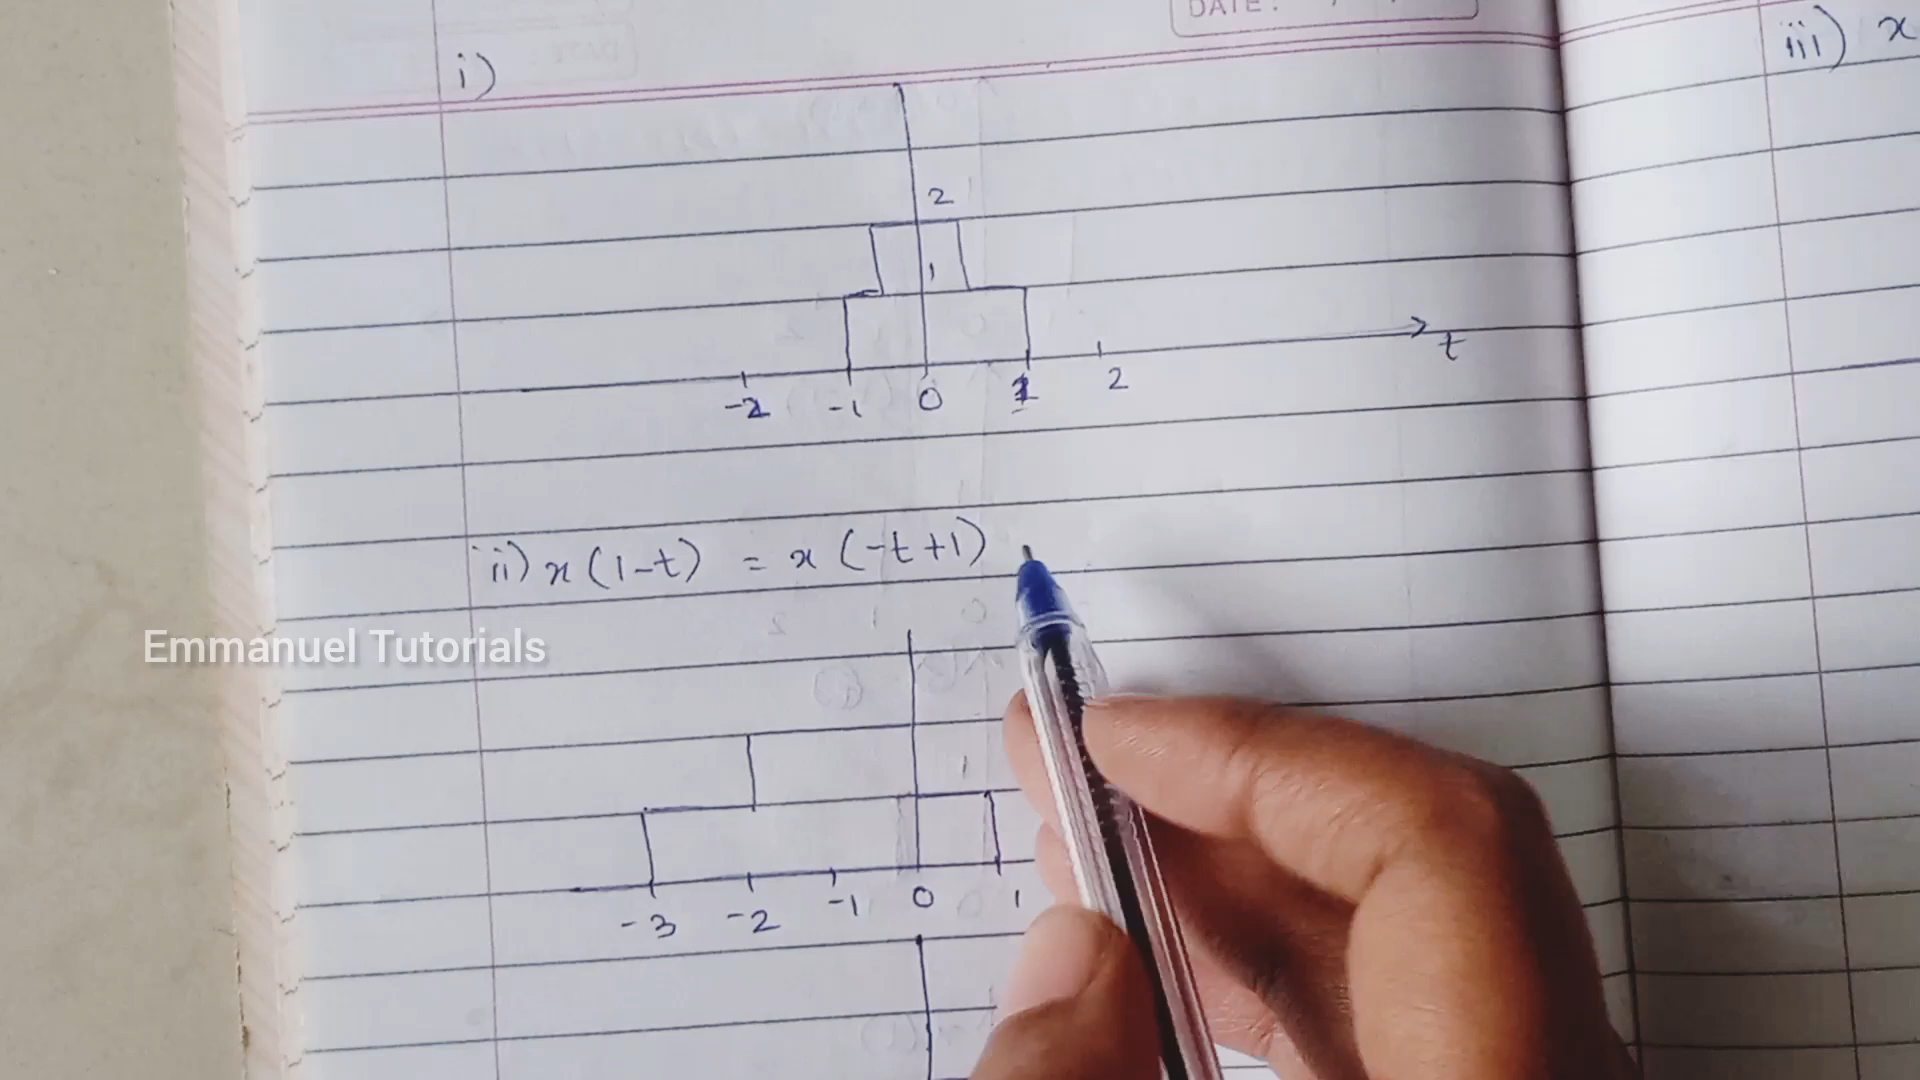 DATE :
i)
iii) x
2
1
t
-2 -1 0 1 2
ii) x(1-t) = x(-t+1)
Emmanuel Tutorials
1
-3 -2 -1 0 1